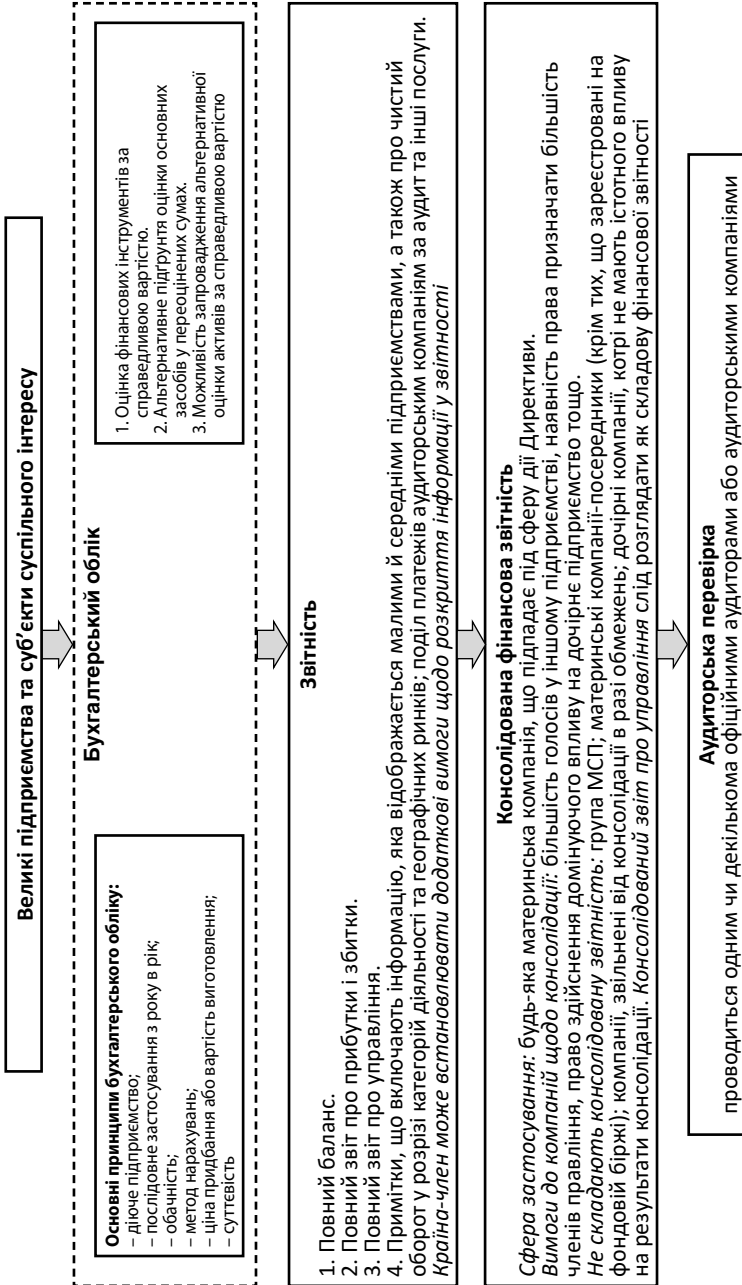 Великі підприємства та суб’єкти суспільного інтересу
Бухгалтерський облік
Основні принципи бухгалтерського обліку:
– діюче підприємство;
– послідовне застосування з року в рік;
– обачність;
– метод нарахувань;
– ціна придбання або вартість виготовлення;
– суттєвість
1. Оцінка фінансових інструментів за
справедливою вартістю.
2. Альтернативне підґрунтя оцінки основних
засобів у переоцінених сумах.
3. Можливість запровадження альтернативної
оцінки активів за справедливою вартістю
Звітність
1. Повний баланс.
2. Повний звіт про прибутки і збитки.
3. Повний звіт про управління.
4. Примітки, що включають інформацію, яка відображається малими й середніми підприємствами, а також про чистий
оборот у розрізі категорій діяльності та географічних ринків; поділ платежів аудиторським компаніям за аудит та інші послуги.
Країна-член може встановлювати додаткові вимоги щодо розкриття інформації у звітності
Консолідована фінансова звітність
Сфера застосування: будь-яка материнська компанія, що підпадає під сферу дії Директиви.
Вимоги до компаній щодо консолідації: більшість голосів у іншому підприємстві, наявність права призначати більшість
членів правління, право здійснення домінуючого впливу на дочірнє підприємство тощо.
Не складають консолідовану звітність: група МСП; материнські компанії-посередники (крім тих, що зареєстровані на
фондовій біржі); компанії, звільнені від консолідації в разі обмежень; дочірні компанії, котрі не мають істотного впливу
на результати консолідації. Консолідований звіт про управління слід розглядати як складову фінансової звітності
Аудиторська перевірка
проводиться одним чи декількома офіційними аудиторами або аудиторськими компаніями